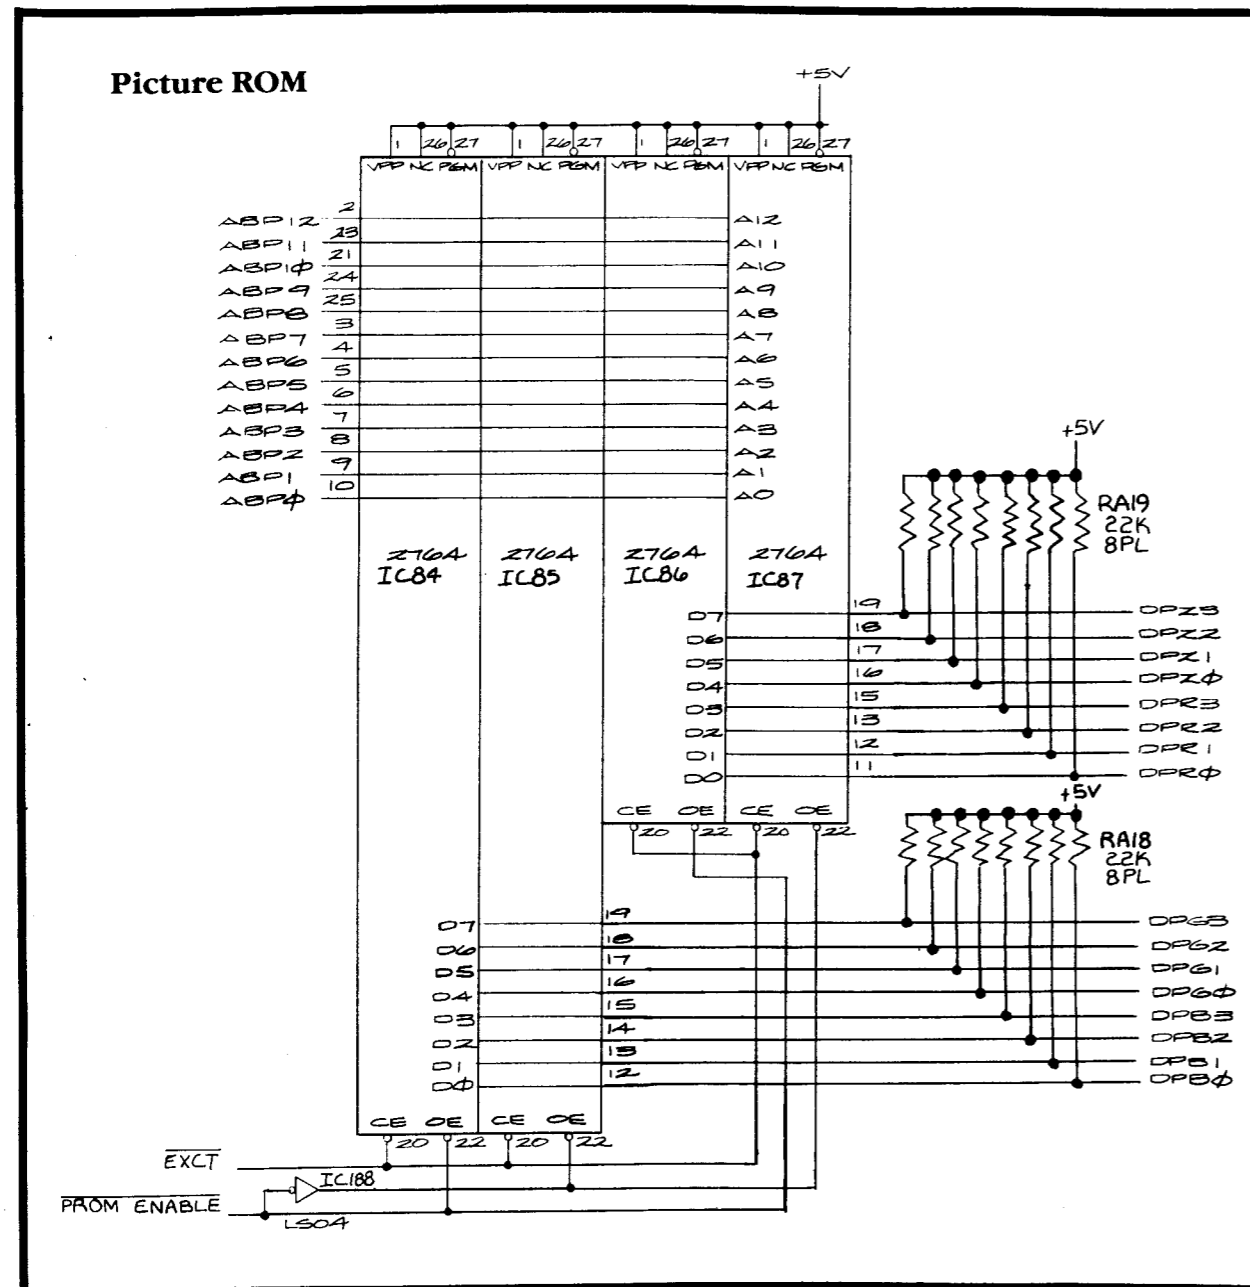 Picture ROM
+5V
1 26 27 1 26 27 1 26 27 1 26 27
VPP NC PGM VPP NC PGM VPP NC PGM VPP NC PGM
ABP12 2 A12
ABP11 23 A11
ABP1φ 21 A10
ABP9 24 A9
ABP8 25 A8
ABP7 3 A7
ABP6 4 A6
ABP5 5 A5
ABP4 6 A4
ABP3 7 A3
ABP2 8 A2
ABP1 9 A1
ABPφ 10 A0
+5V
RA19
22K
8PL
2764 2764 2764 2764
IC84 IC85 IC86 IC87
D7 19 DPZ3
D6 18 DPZ2
D5 17 DPZ1
D4 16 DPZφ
D3 15 DPR3
D2 13 DPR2
D1 12 DPR1
D0 11 DPRφ
+5V
CE OE CE OE
20 22 20 22
RA18
22K
8PL
D7 19 DPG3
D6 18 DPG2
D5 17 DPG1
D4 16 DPGφ
D3 15 DPB3
D2 14 DPB2
D1 13 DPB1
Dφ 12 DPBφ
CE OE CE OE
20 22 20 22
EXCT
IC188
PROM ENABLE
LS04